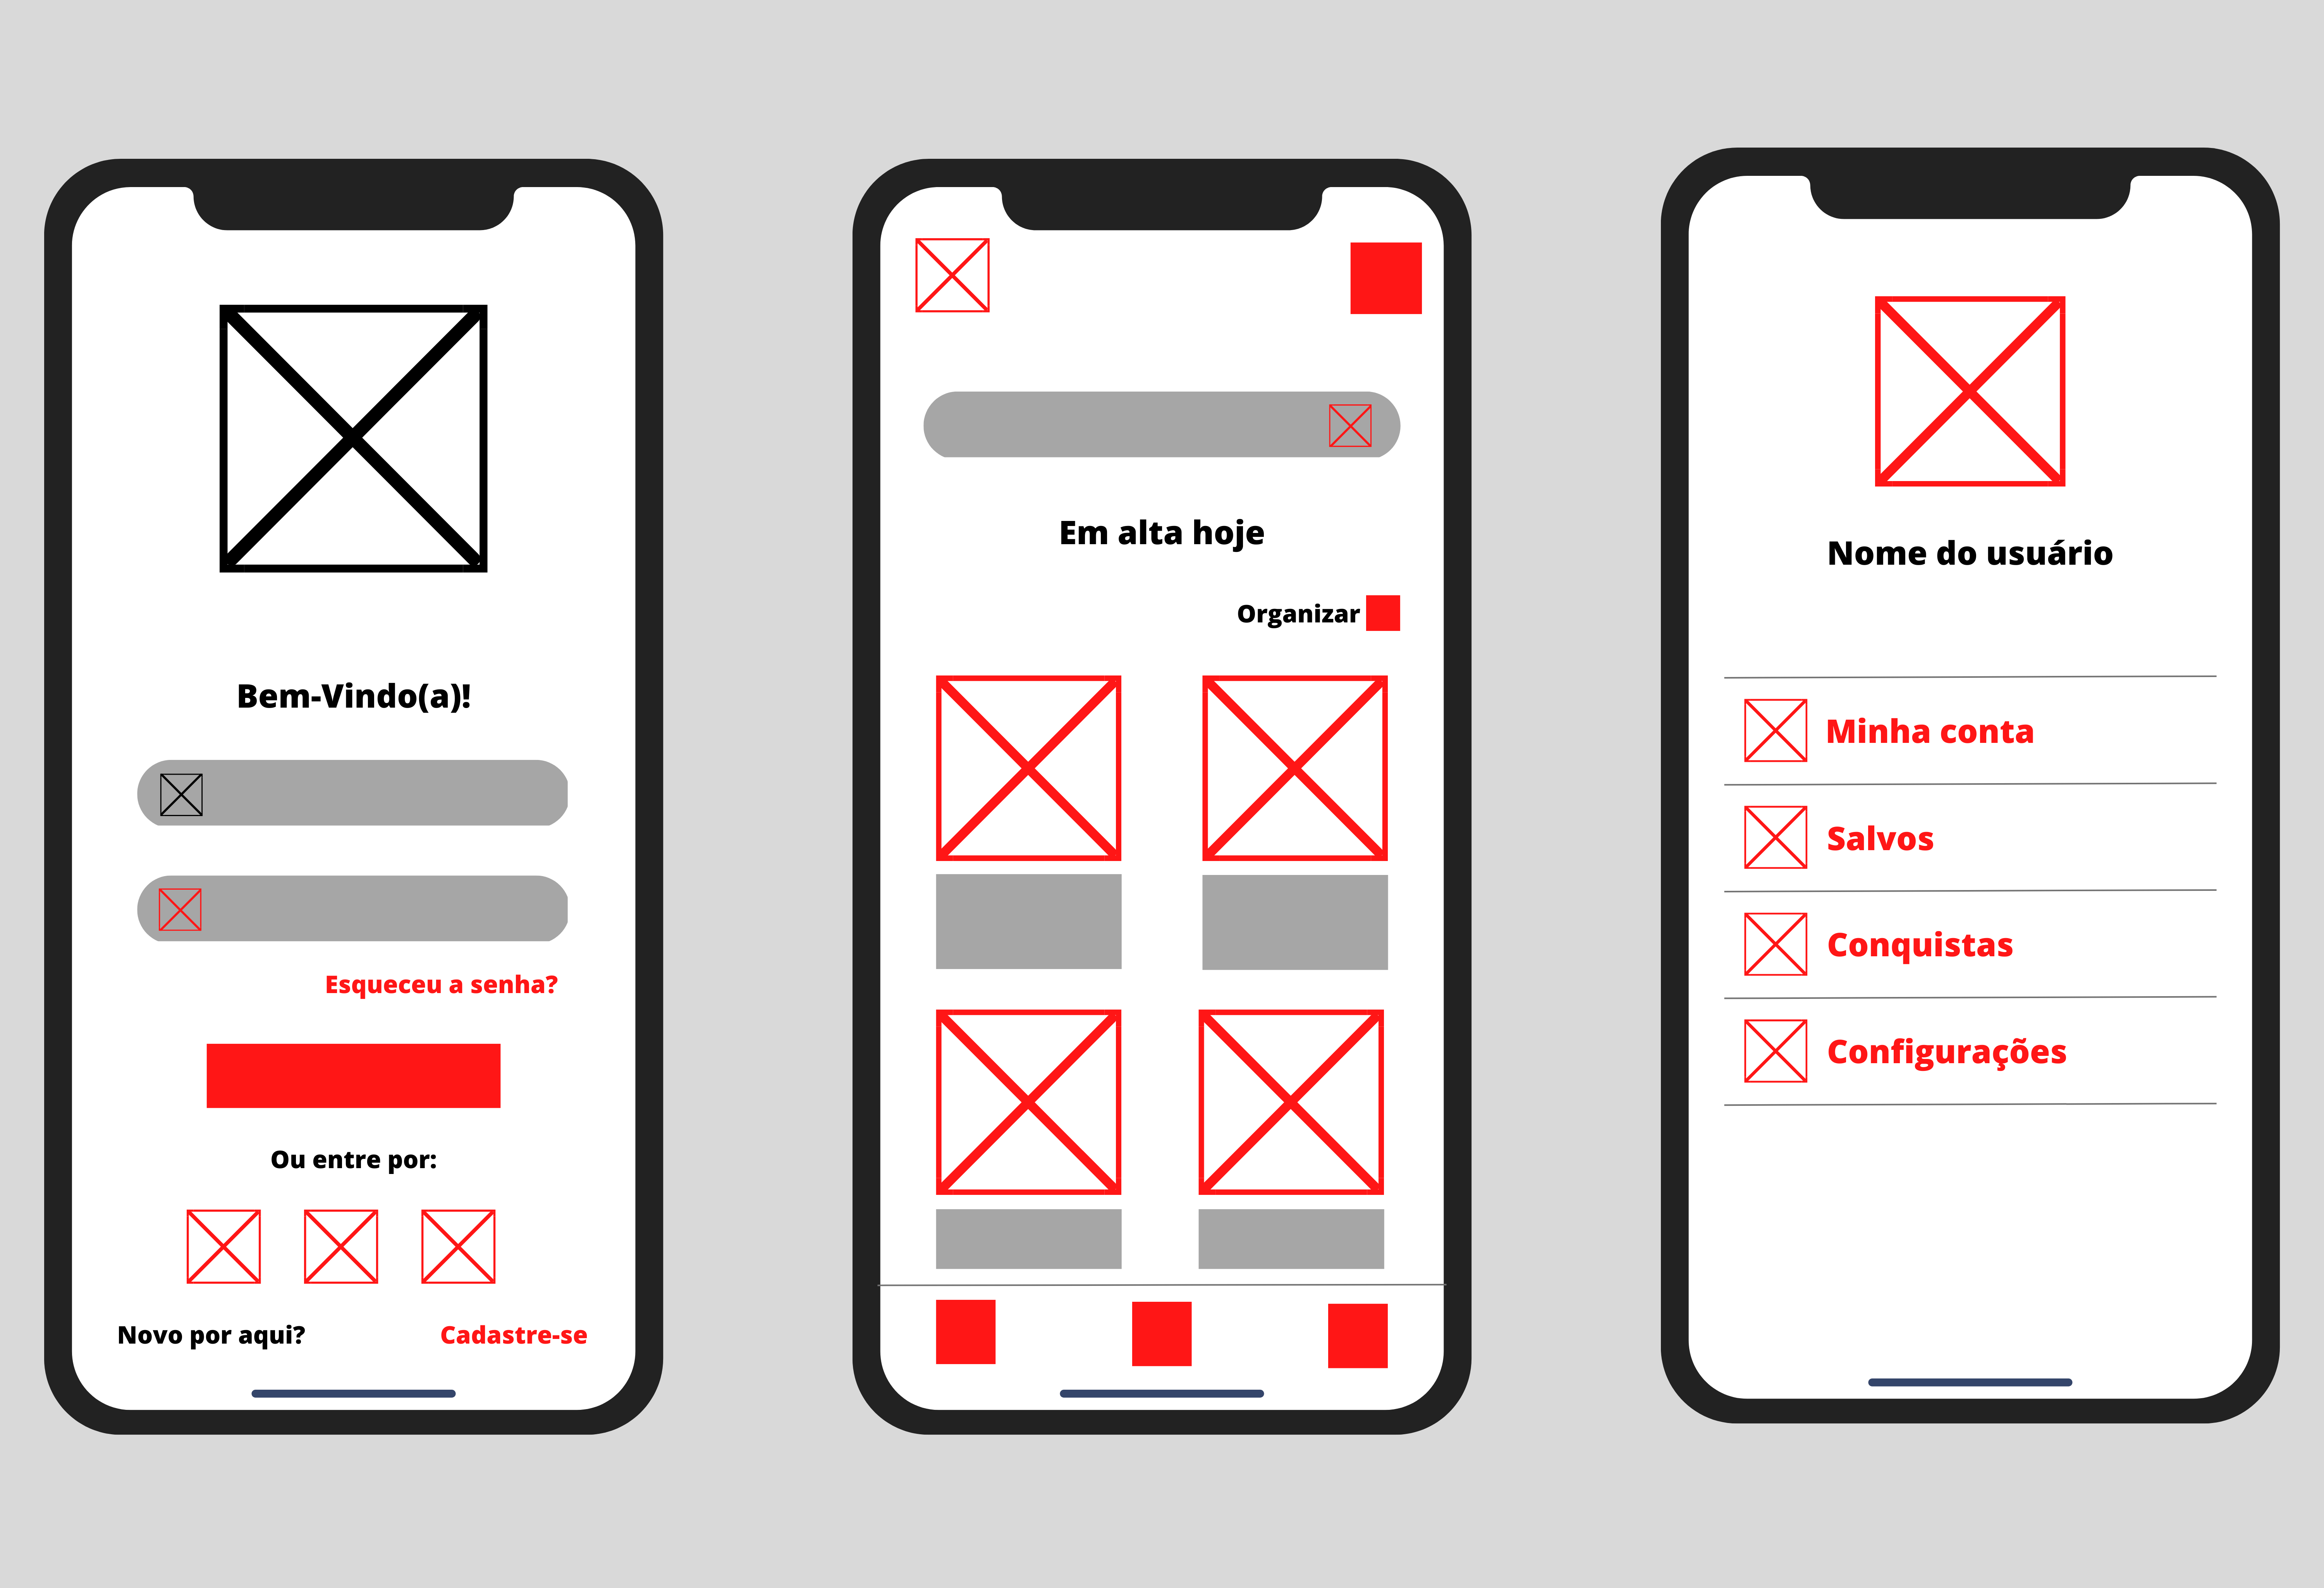 Bem-Vindo(a)!
Esqueceu a senha?
Ou entre por:
Novo por aqui?
Cadastre-se
Em alta hoje
Organizar
Nome do usuário
Minha conta
Salvos
Conquistas
Configurações